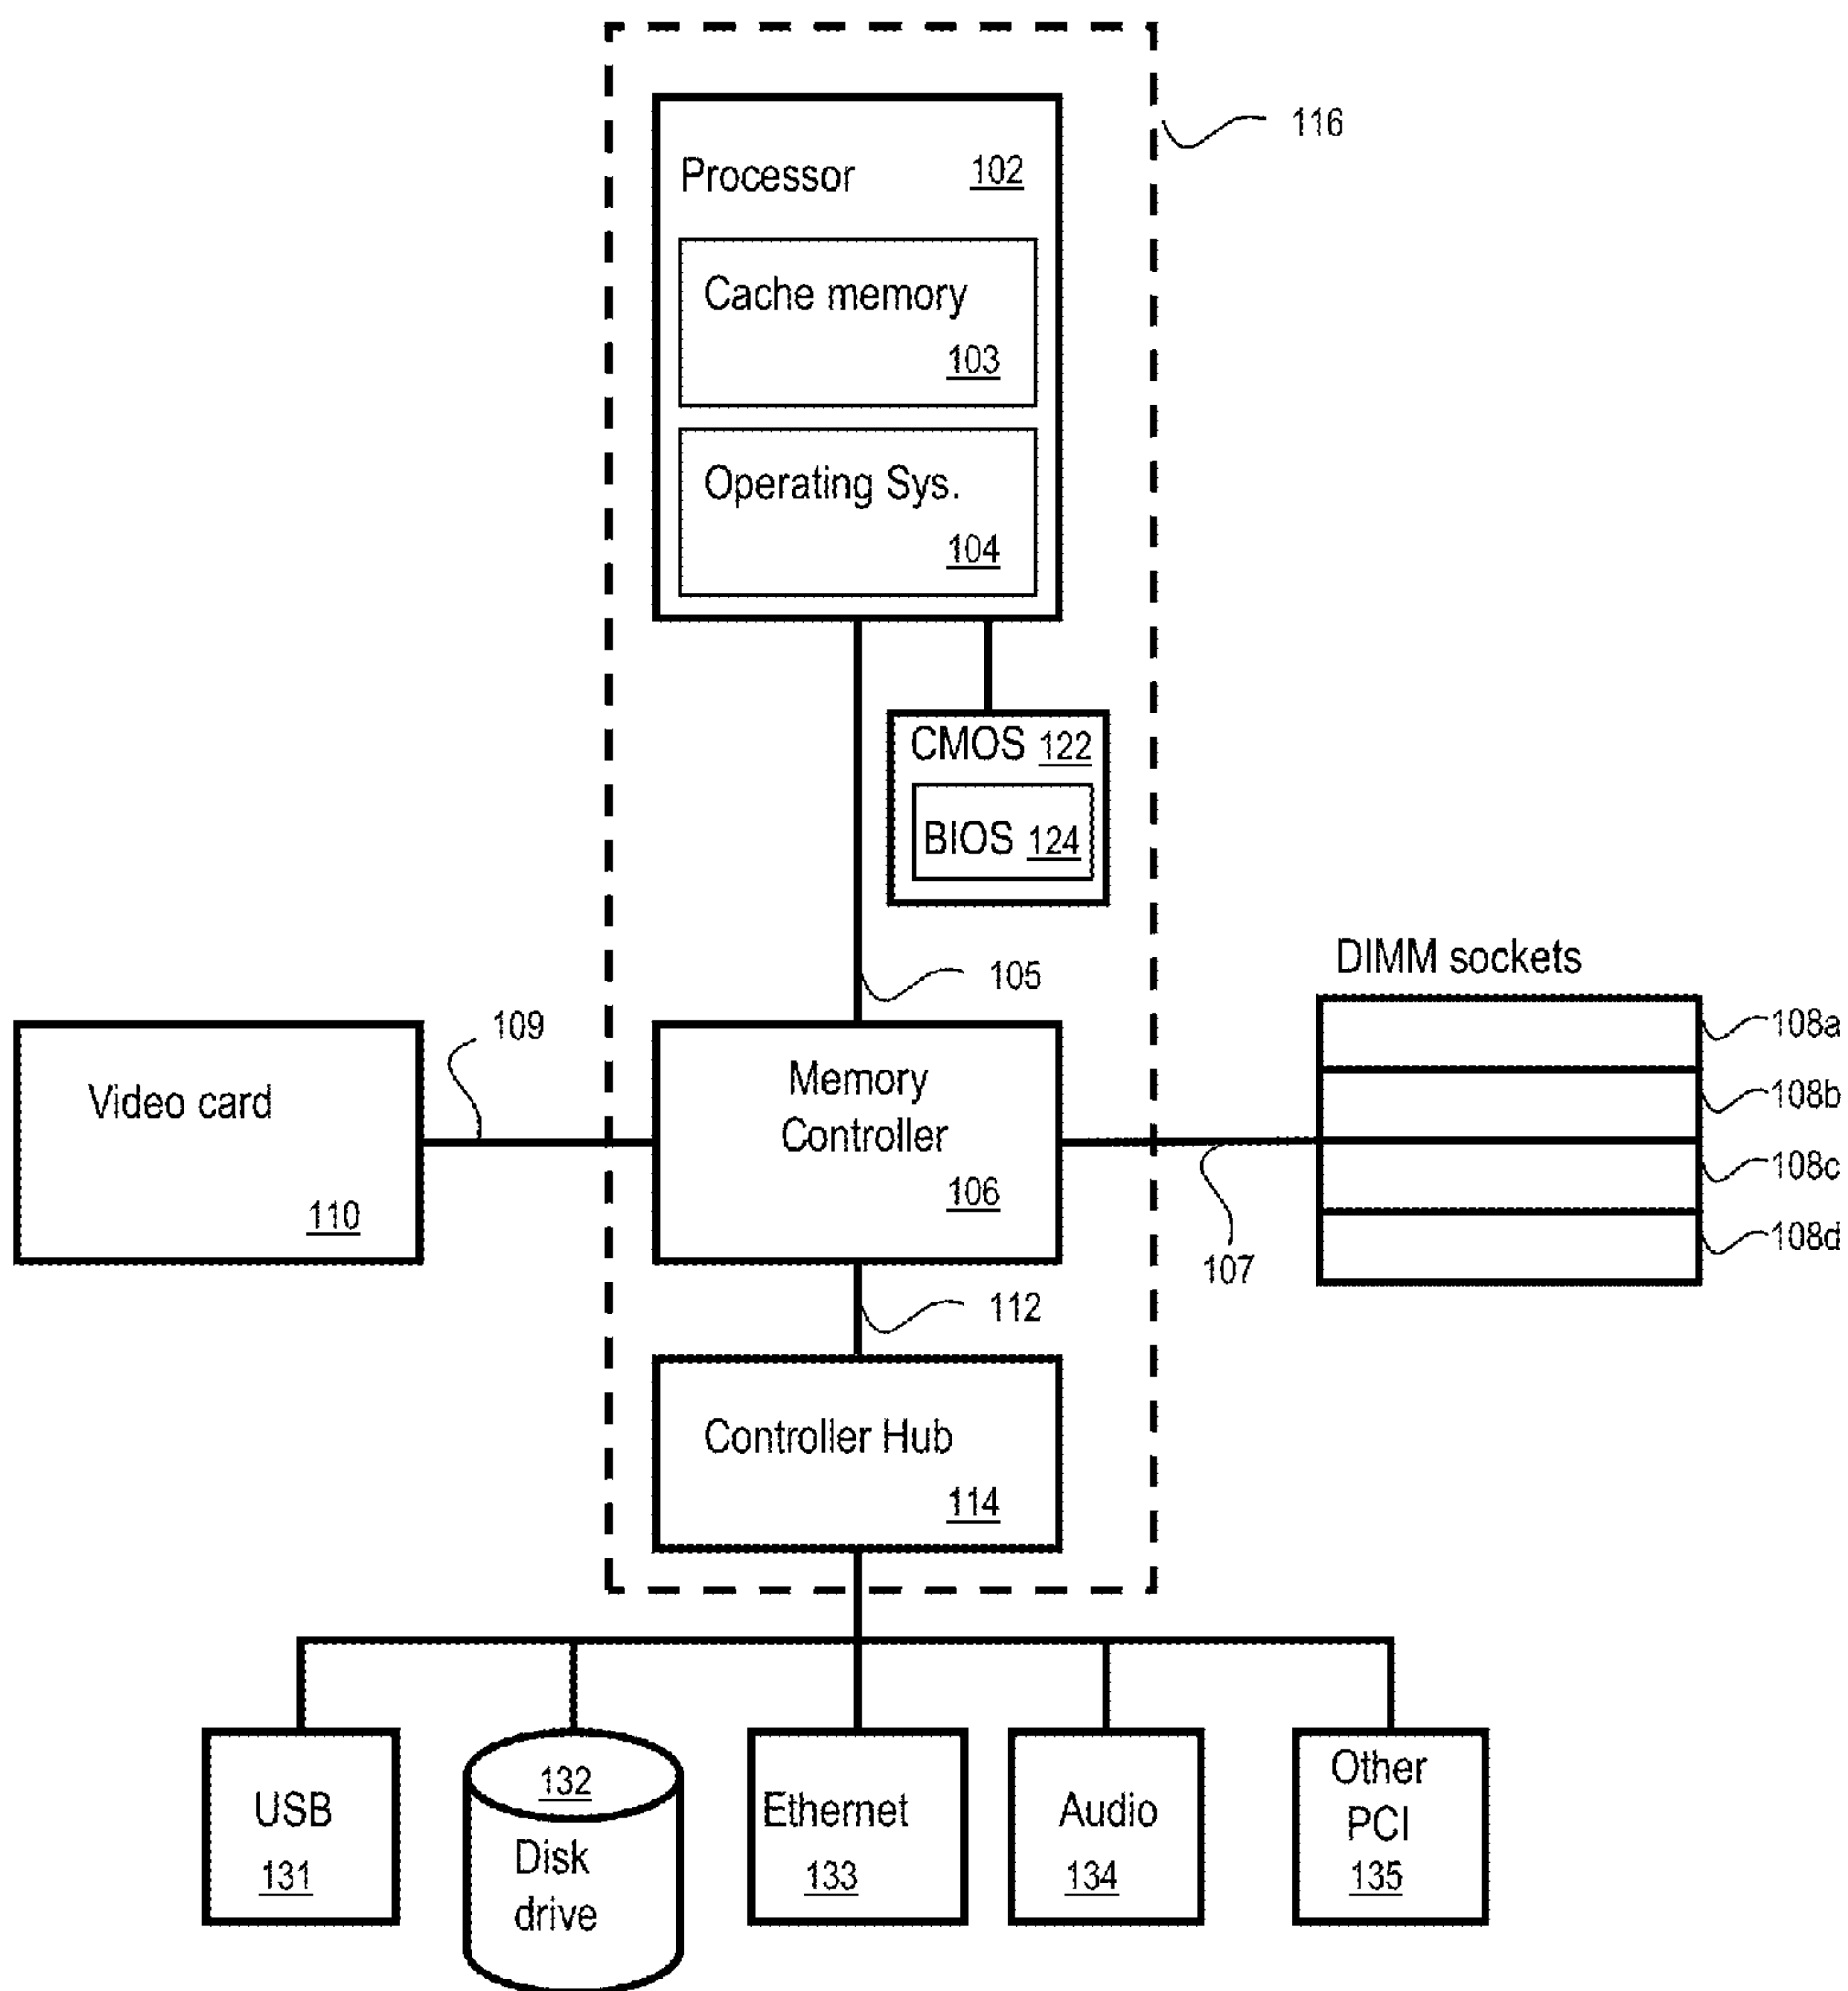 116
Processor 102
Cache memory
103
Operating Sys.
104
CMOS 122
BIOS 124
105
DIMM sockets
108a
108b
108c
108d
109
Video card
110
Memory
Controller
106
107
112
Controller Hub
114
USB
131
132
Disk
drive
Ethernet
133
Audio
134
Other
PCI
135